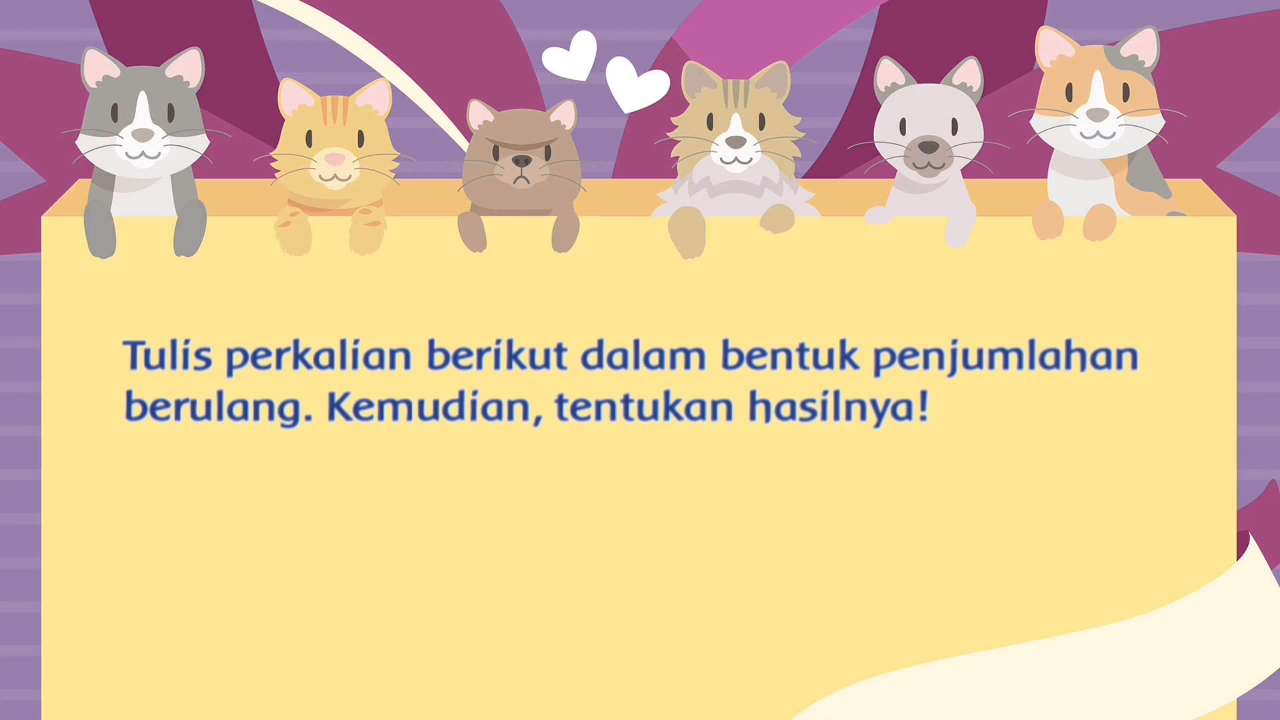 Tulis perkalian berikut dalam bentuk penjumlahan
berulang. Kemudian, tentukan hasilnya!